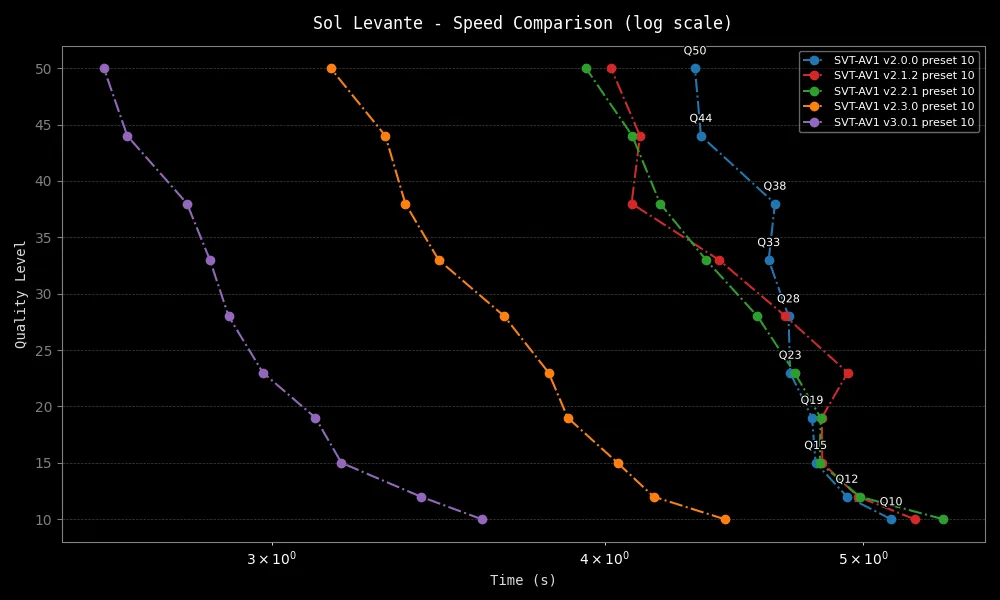 Sol Levante - Speed Comparison (log scale)
SVT-AV1 v2.0.0 preset 10
SVT-AV1 v2.1.2 preset 10
SVT-AV1 v2.2.1 preset 10
SVT-AV1 v2.3.0 preset 10
SVT-AV1 v3.0.1 preset 10
Quality Level
50
45
40
35
30
25
20
15
10
Q50
Q44
Q38
Q33
Q28
Q23
Q19
Q15
Q12
Q10
3 × 10⁰
4 × 10⁰
5 × 10⁰
Time (s)